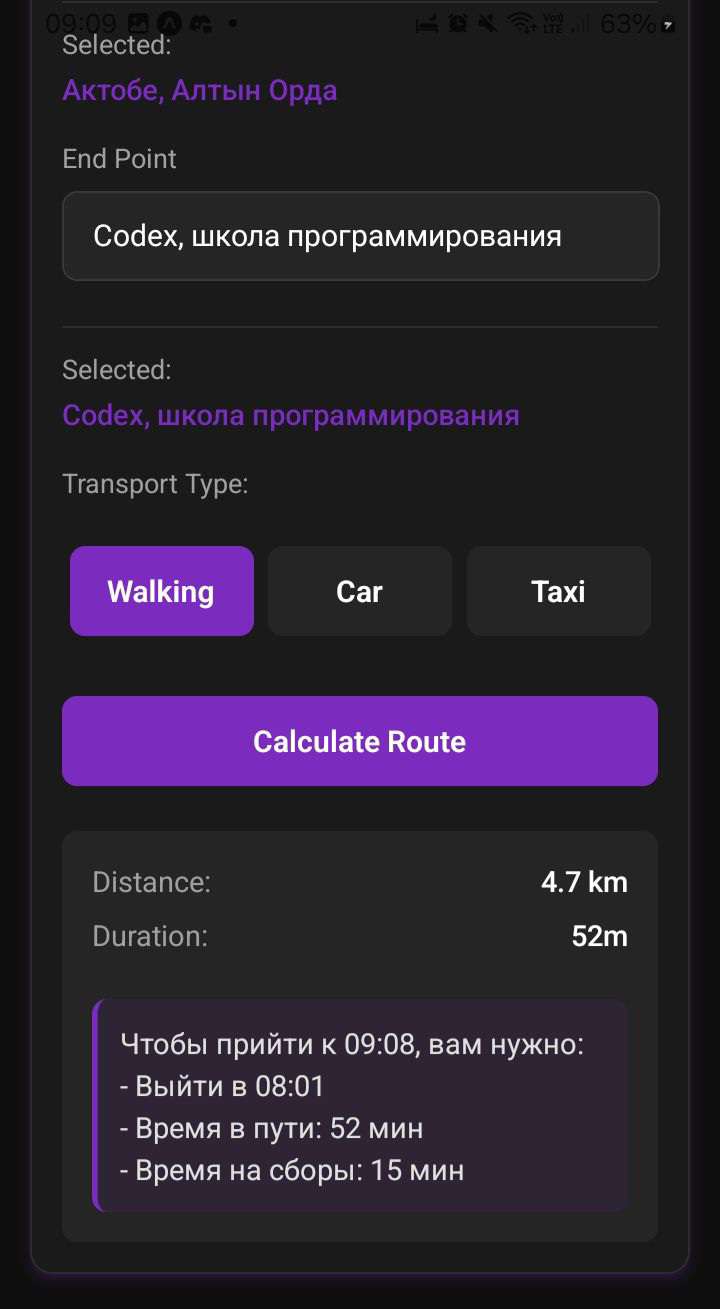 09:09 63%
Selected:
Актобе, Алтын Орда
End Point
Codex, школа программирования
Selected:
Codex, школа программирования
Transport Type:
Walking Car Taxi
Calculate Route
Distance: 4.7 km
Duration: 52m
Чтобы прийти к 09:08, вам нужно:
- Выйти в 08:01
- Время в пути: 52 мин
- Время на сборы: 15 мин